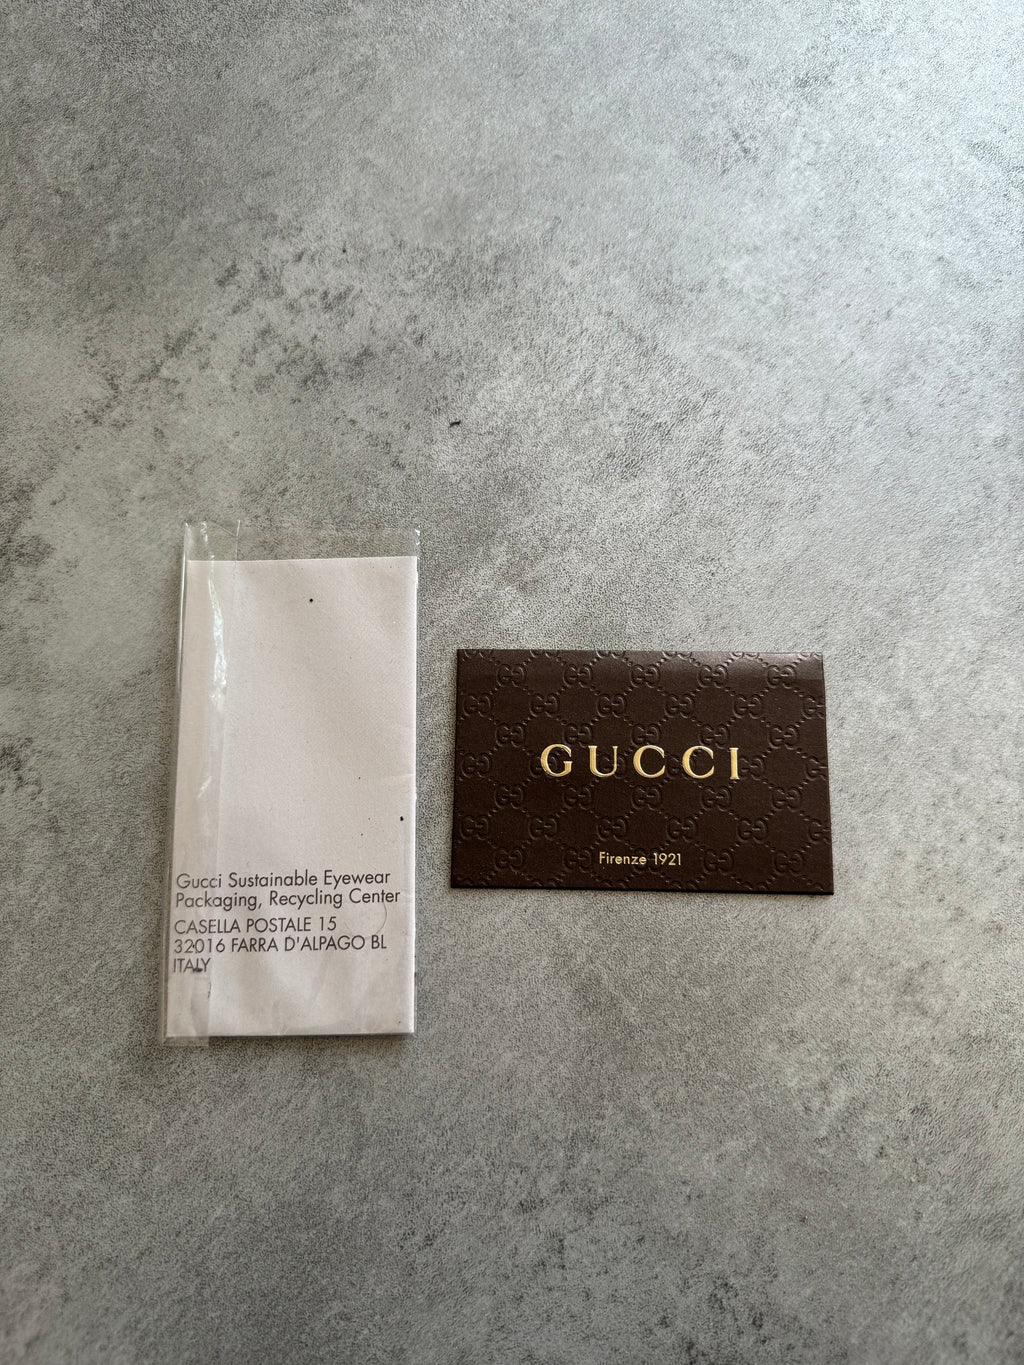 Gucci Sustainable Eyewear
Packaging, Recycling Center
CASELLA POSTALE 15
32016 FARRA D'ALPAGO BL
ITALY
GUCCI
Firenze 1921